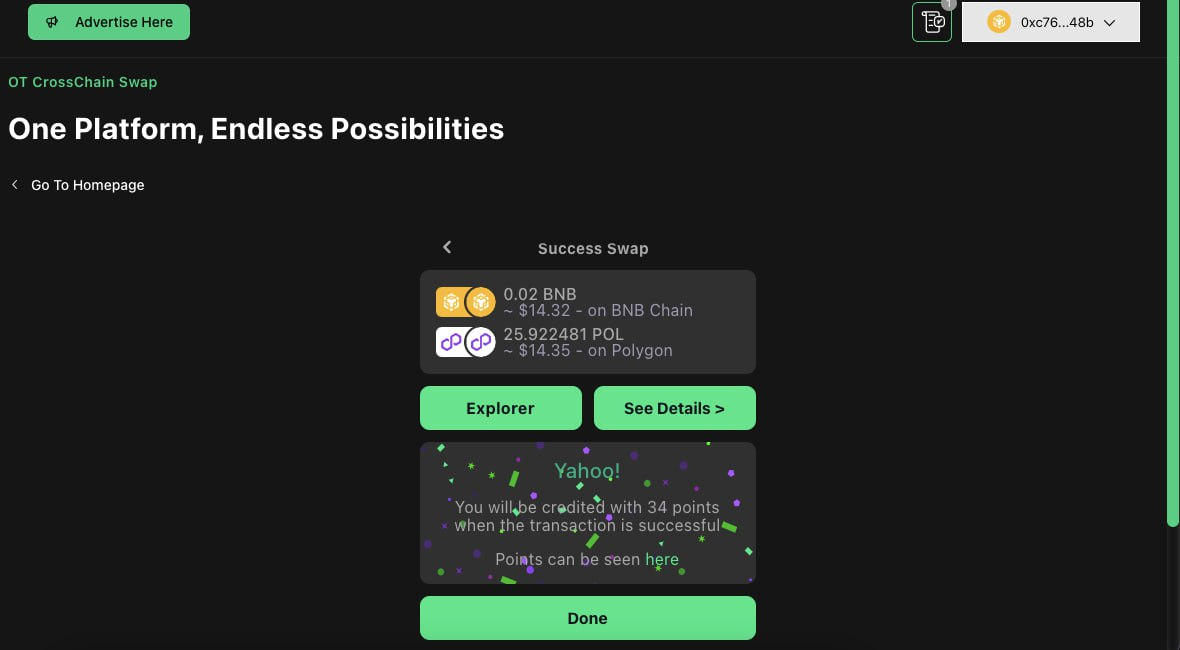 Advertise Here
1
0xc76...48b
OT CrossChain Swap
One Platform, Endless Possibilities
Go To Homepage
Success Swap
0.02 BNB
~ $14.32 - on BNB Chain
25.922481 POL
~ $14.35 - on Polygon
Explorer
See Details >
Yahoo!
You will be credited with 34 points
when the transaction is successful
Points can be seen here
Done